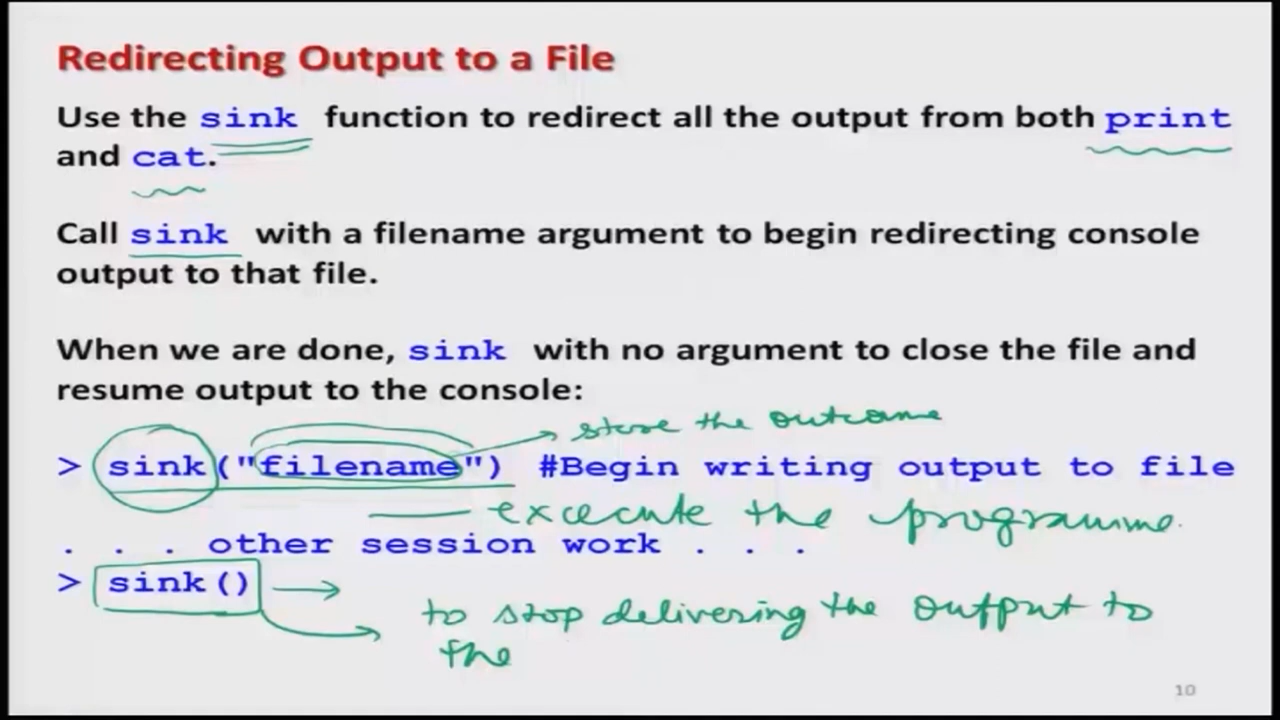 Redirecting Output to a File
Use the sink function to redirect all the output from both print
and cat.
Call sink with a filename argument to begin redirecting console
output to that file.
When we are done, sink with no argument to close the file and
resume output to the console:
store the outcome
> sink("filename") #Begin writing output to file
excecute the programme.
. . . other session work . . .
> sink()
to stop delivering the output to
the
10